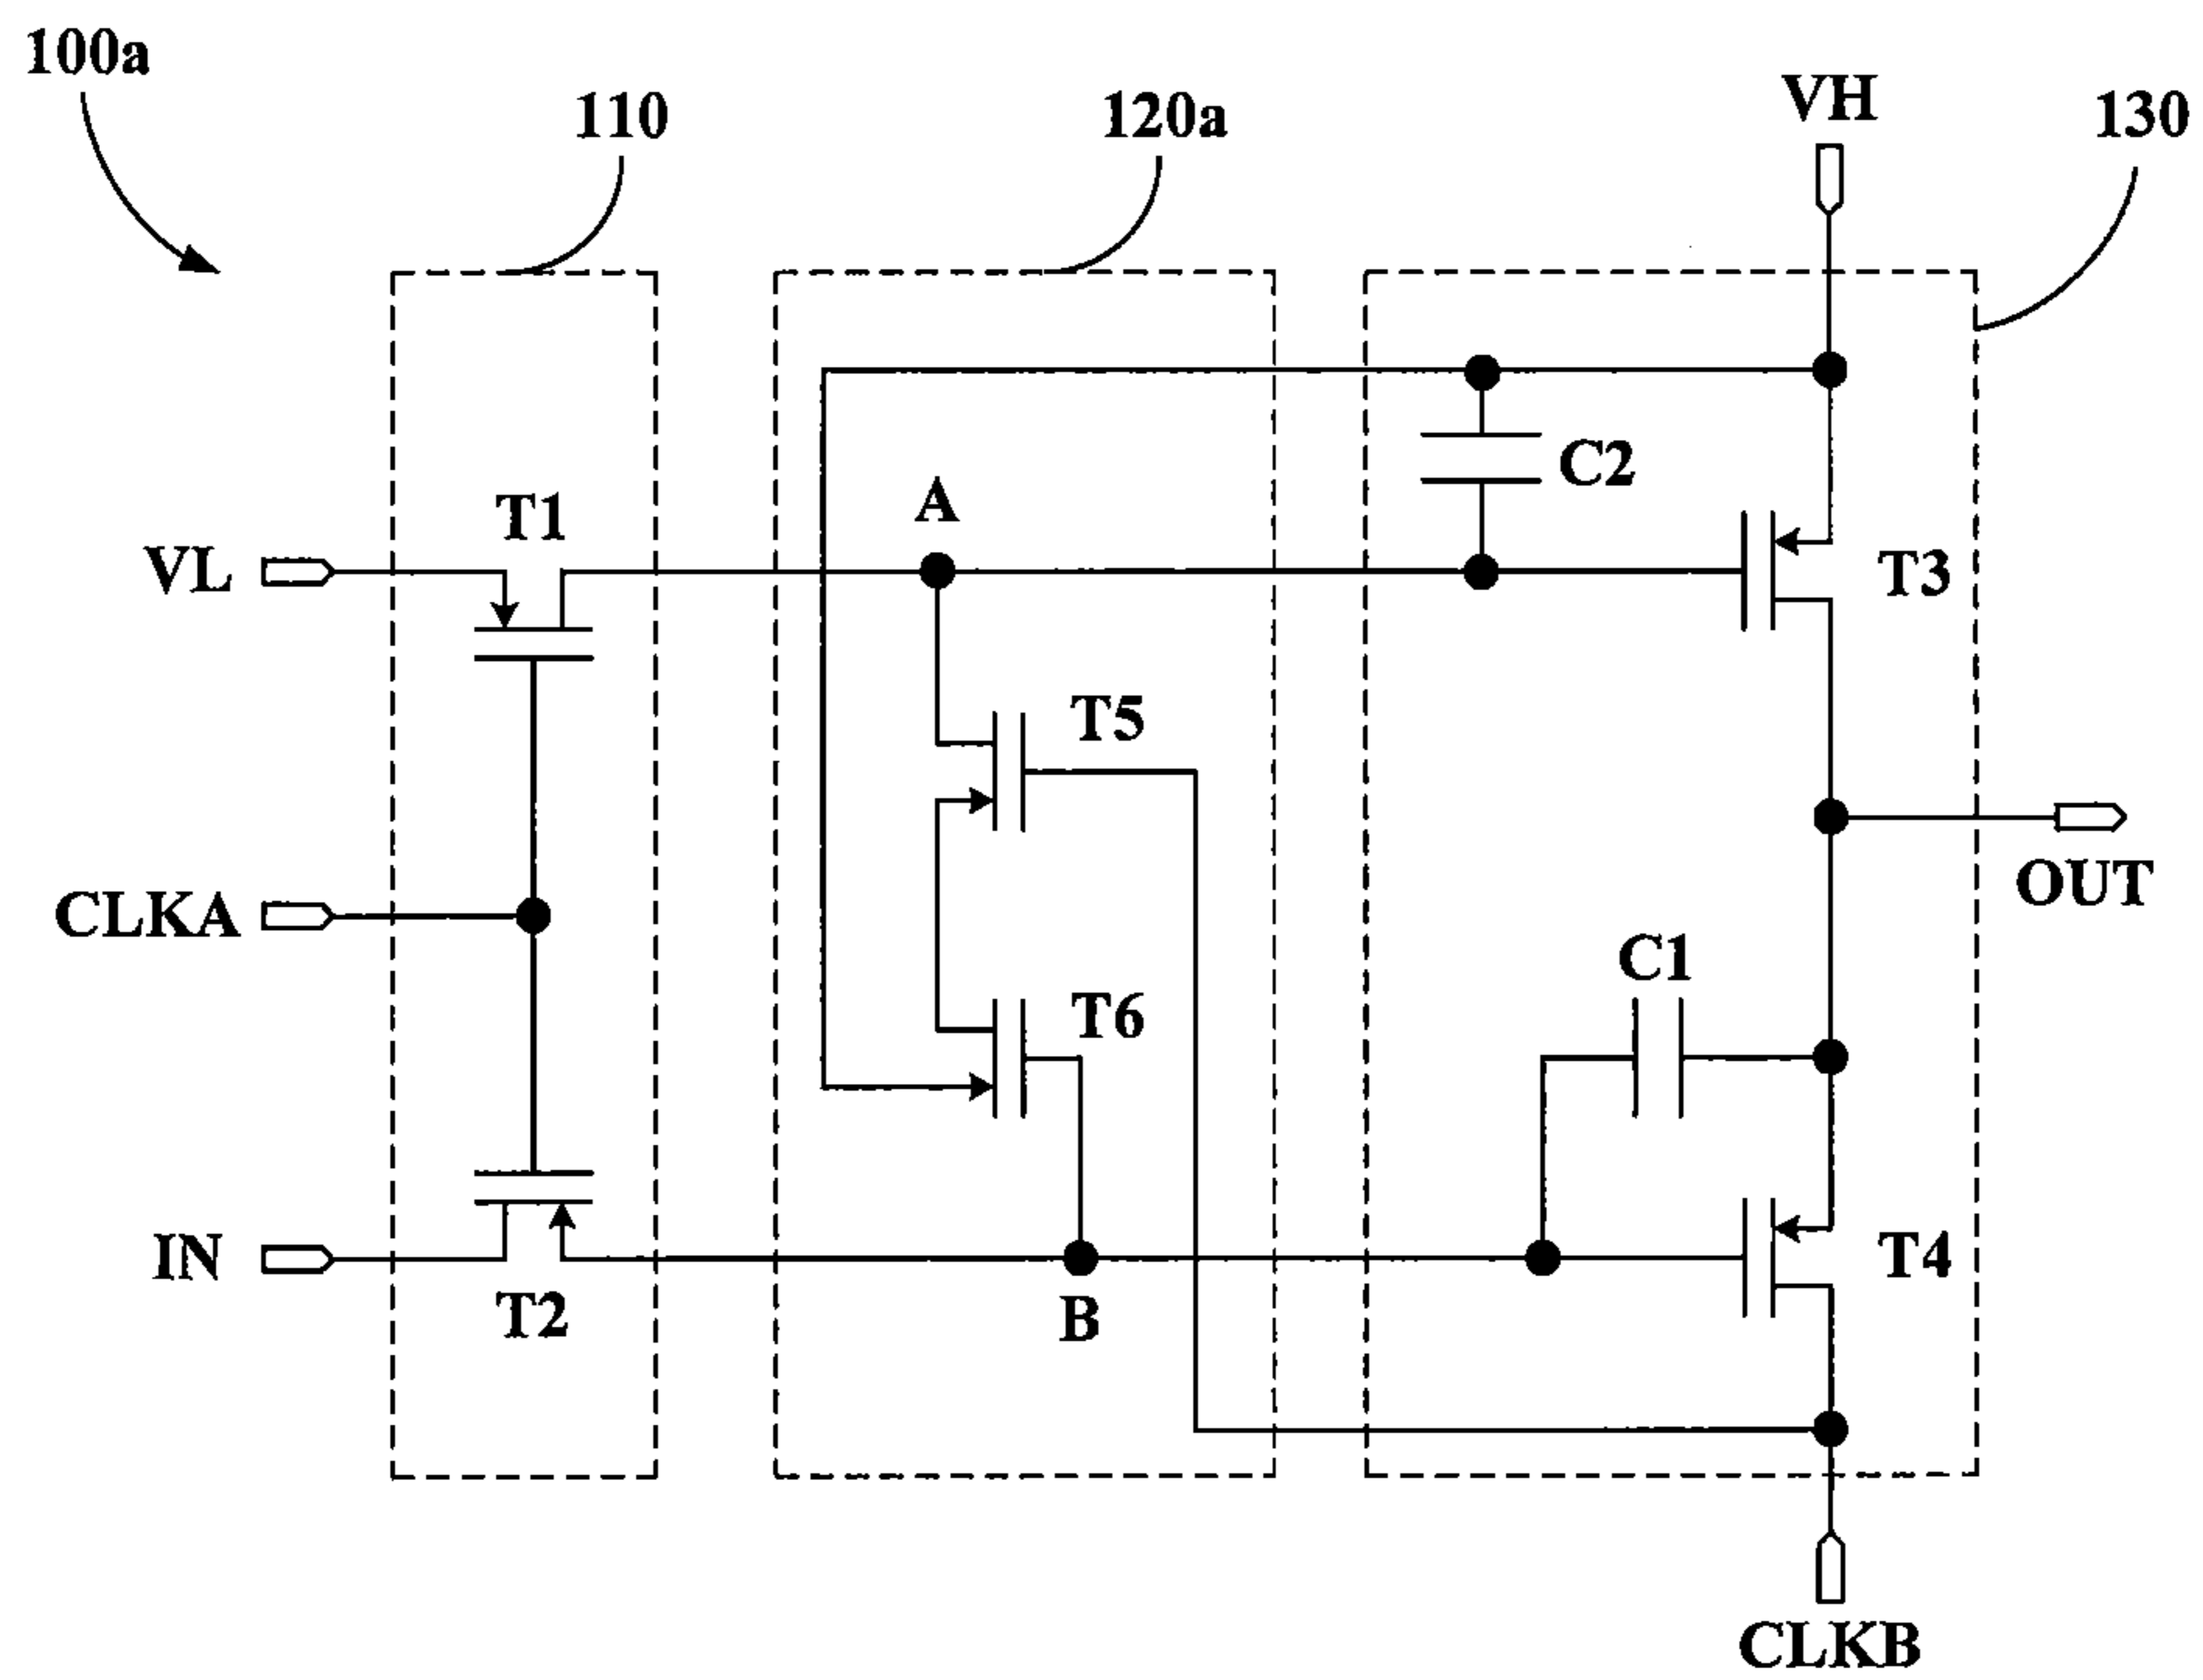 100a
110
120a
VH
130
C2
T1
A
VL
T3
T5
CLKA
OUT
C1
T6
IN
T2
B
T4
CLKB